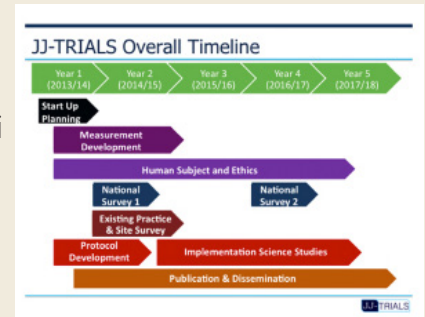 JJ-TRIALS Overall Timeline
Year 1
(2013/14)
Year 2
(2014/15)
Year 3
(2015/16)
Year 4
(2016/17)
Year 5
(2017/18)
Start Up
Planning
Measurement
Development
Human Subject and Ethics
National
Survey 1
National
Survey 2
Existing Practice
& Site Survey
Protocol
Development
Implementation Science Studies
Publication & Dissemination
JJ-TRIALS